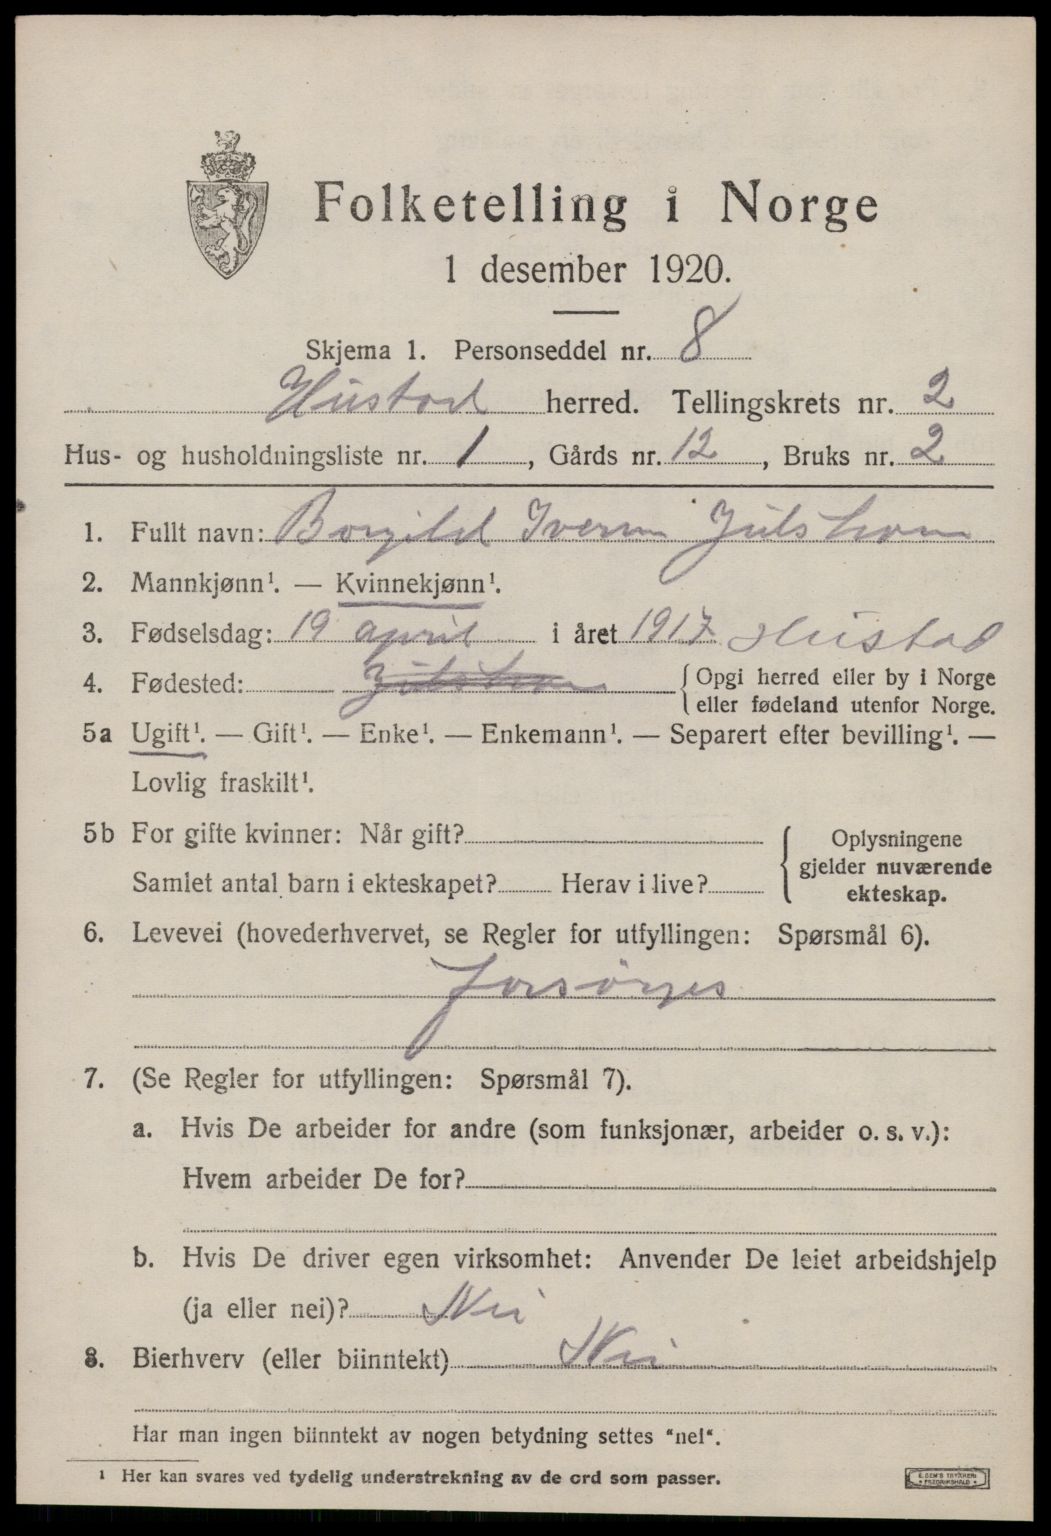 Folketelling i Norge
1 desember 1920.
Skjema 1. Personseddel nr. 8
Hustad herred. Tellingskrets nr. 2
Hus- og husholdningsliste nr. 1, Gårds nr. 12, Bruks nr. 2
1. Fullt navn: Borgild Iverna Julshavn
2. Mannkjønn¹. — Kvinnekjønn¹.
3. Fødselsdag: 19 april i året 1917 Hustad
4. Fødested: Julshavn { Opgi herred eller by i Norge
eller fødeland utenfor Norge.
5a Ugift¹. — Gift¹. — Enke¹. — Enkemann¹. — Separert efter bevilling¹. —
Lovlig fraskilt¹.
5b For gifte kvinner: Når gift?
Samlet antal barn i ekteskapet? Herav i live?
{ Oplysningene
gjelder nuværende
ekteskap.
6. Levevei (hovederhvervet, se Regler for utfyllingen: Spørsmål 6).
forsørges
7. (Se Regler for utfyllingen: Spørsmål 7).
a. Hvis De arbeider for andre (som funksjonær, arbeider o. s. v.):
Hvem arbeider De for?
b. Hvis De driver egen virksomhet: Anvender De leiet arbeidshjelp
(ja eller nei)? Nei
8. Bierhverv (eller biinntekt) Nei
Har man ingen biinntekt av nogen betydning settes "nei".
¹ Her kan svares ved tydelig understrekning av de ord som passer.
E. SEM'S TRYKKERI
FREDRIKSHALD